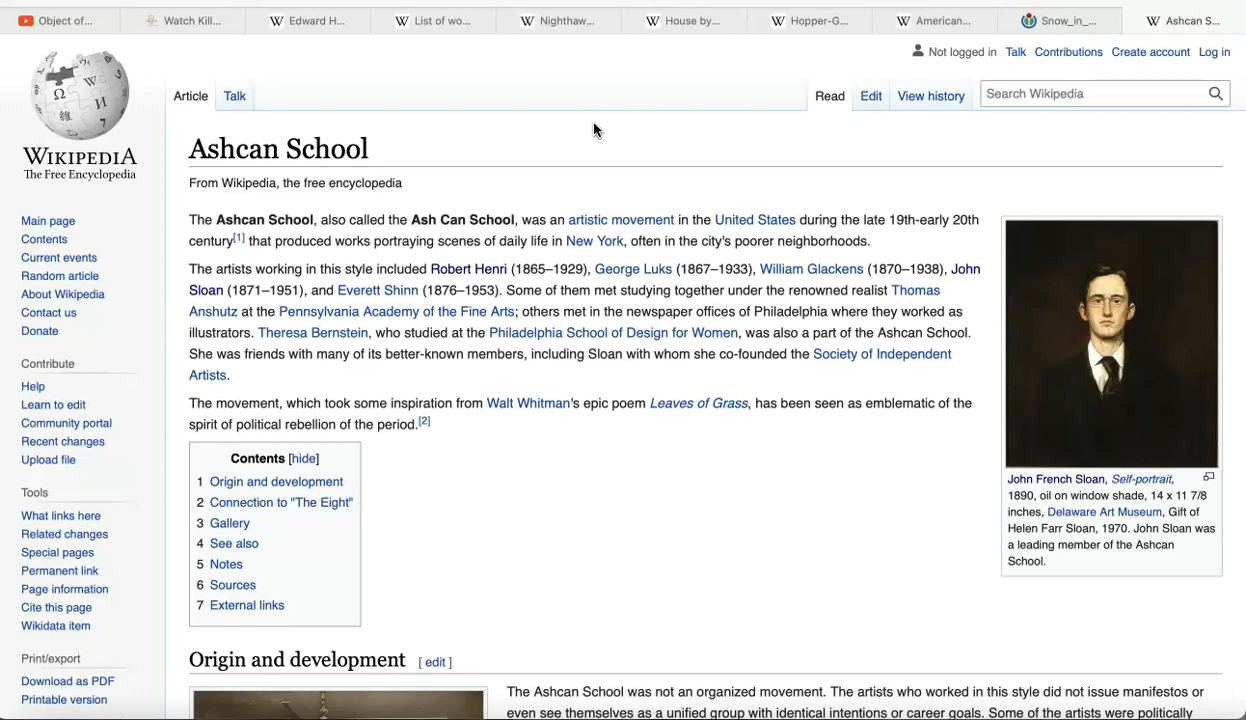 Object of...
Watch Kill...
Edward H...
List of wo...
Nighthaw...
House by...
Hopper-G...
American...
Snow_in_...
Ashcan S...
Not logged in Talk Contributions Create account Log in
Article Talk
Read Edit View history
Search Wikipedia
WIKIPEDIA
The Free Encyclopedia
Main page
Contents
Current events
Random article
About Wikipedia
Contact us
Donate
Contribute
Help
Learn to edit
Community portal
Recent changes
Upload file
Tools
What links here
Related changes
Special pages
Permanent link
Page information
Cite this page
Wikidata item
Print/export
Download as PDF
Printable version
Ashcan School
From Wikipedia, the free encyclopedia
The Ashcan School, also called the Ash Can School, was an artistic movement in the United States during the late 19th-early 20th
century[1] that produced works portraying scenes of daily life in New York, often in the city's poorer neighborhoods.
The artists working in this style included Robert Henri (1865–1929), George Luks (1867–1933), William Glackens (1870–1938), John
Sloan (1871–1951), and Everett Shinn (1876–1953). Some of them met studying together under the renowned realist Thomas
Anshutz at the Pennsylvania Academy of the Fine Arts; others met in the newspaper offices of Philadelphia where they worked as
illustrators. Theresa Bernstein, who studied at the Philadelphia School of Design for Women, was also a part of the Ashcan School.
She was friends with many of its better-known members, including Sloan with whom she co-founded the Society of Independent
Artists.
The movement, which took some inspiration from Walt Whitman's epic poem Leaves of Grass, has been seen as emblematic of the
spirit of political rebellion of the period.[2]
Contents [hide]
1 Origin and development
2 Connection to "The Eight"
3 Gallery
4 See also
5 Notes
6 Sources
7 External links
John French Sloan, Self-portrait,
1890, oil on window shade, 14 x 11 7/8
inches, Delaware Art Museum, Gift of
Helen Farr Sloan, 1970. John Sloan was
a leading member of the Ashcan
School.
Origin and development [ edit ]
The Ashcan School was not an organized movement. The artists who worked in this style did not issue manifestos or
even see themselves as a unified group with identical intentions or career goals. Some of the artists were politically